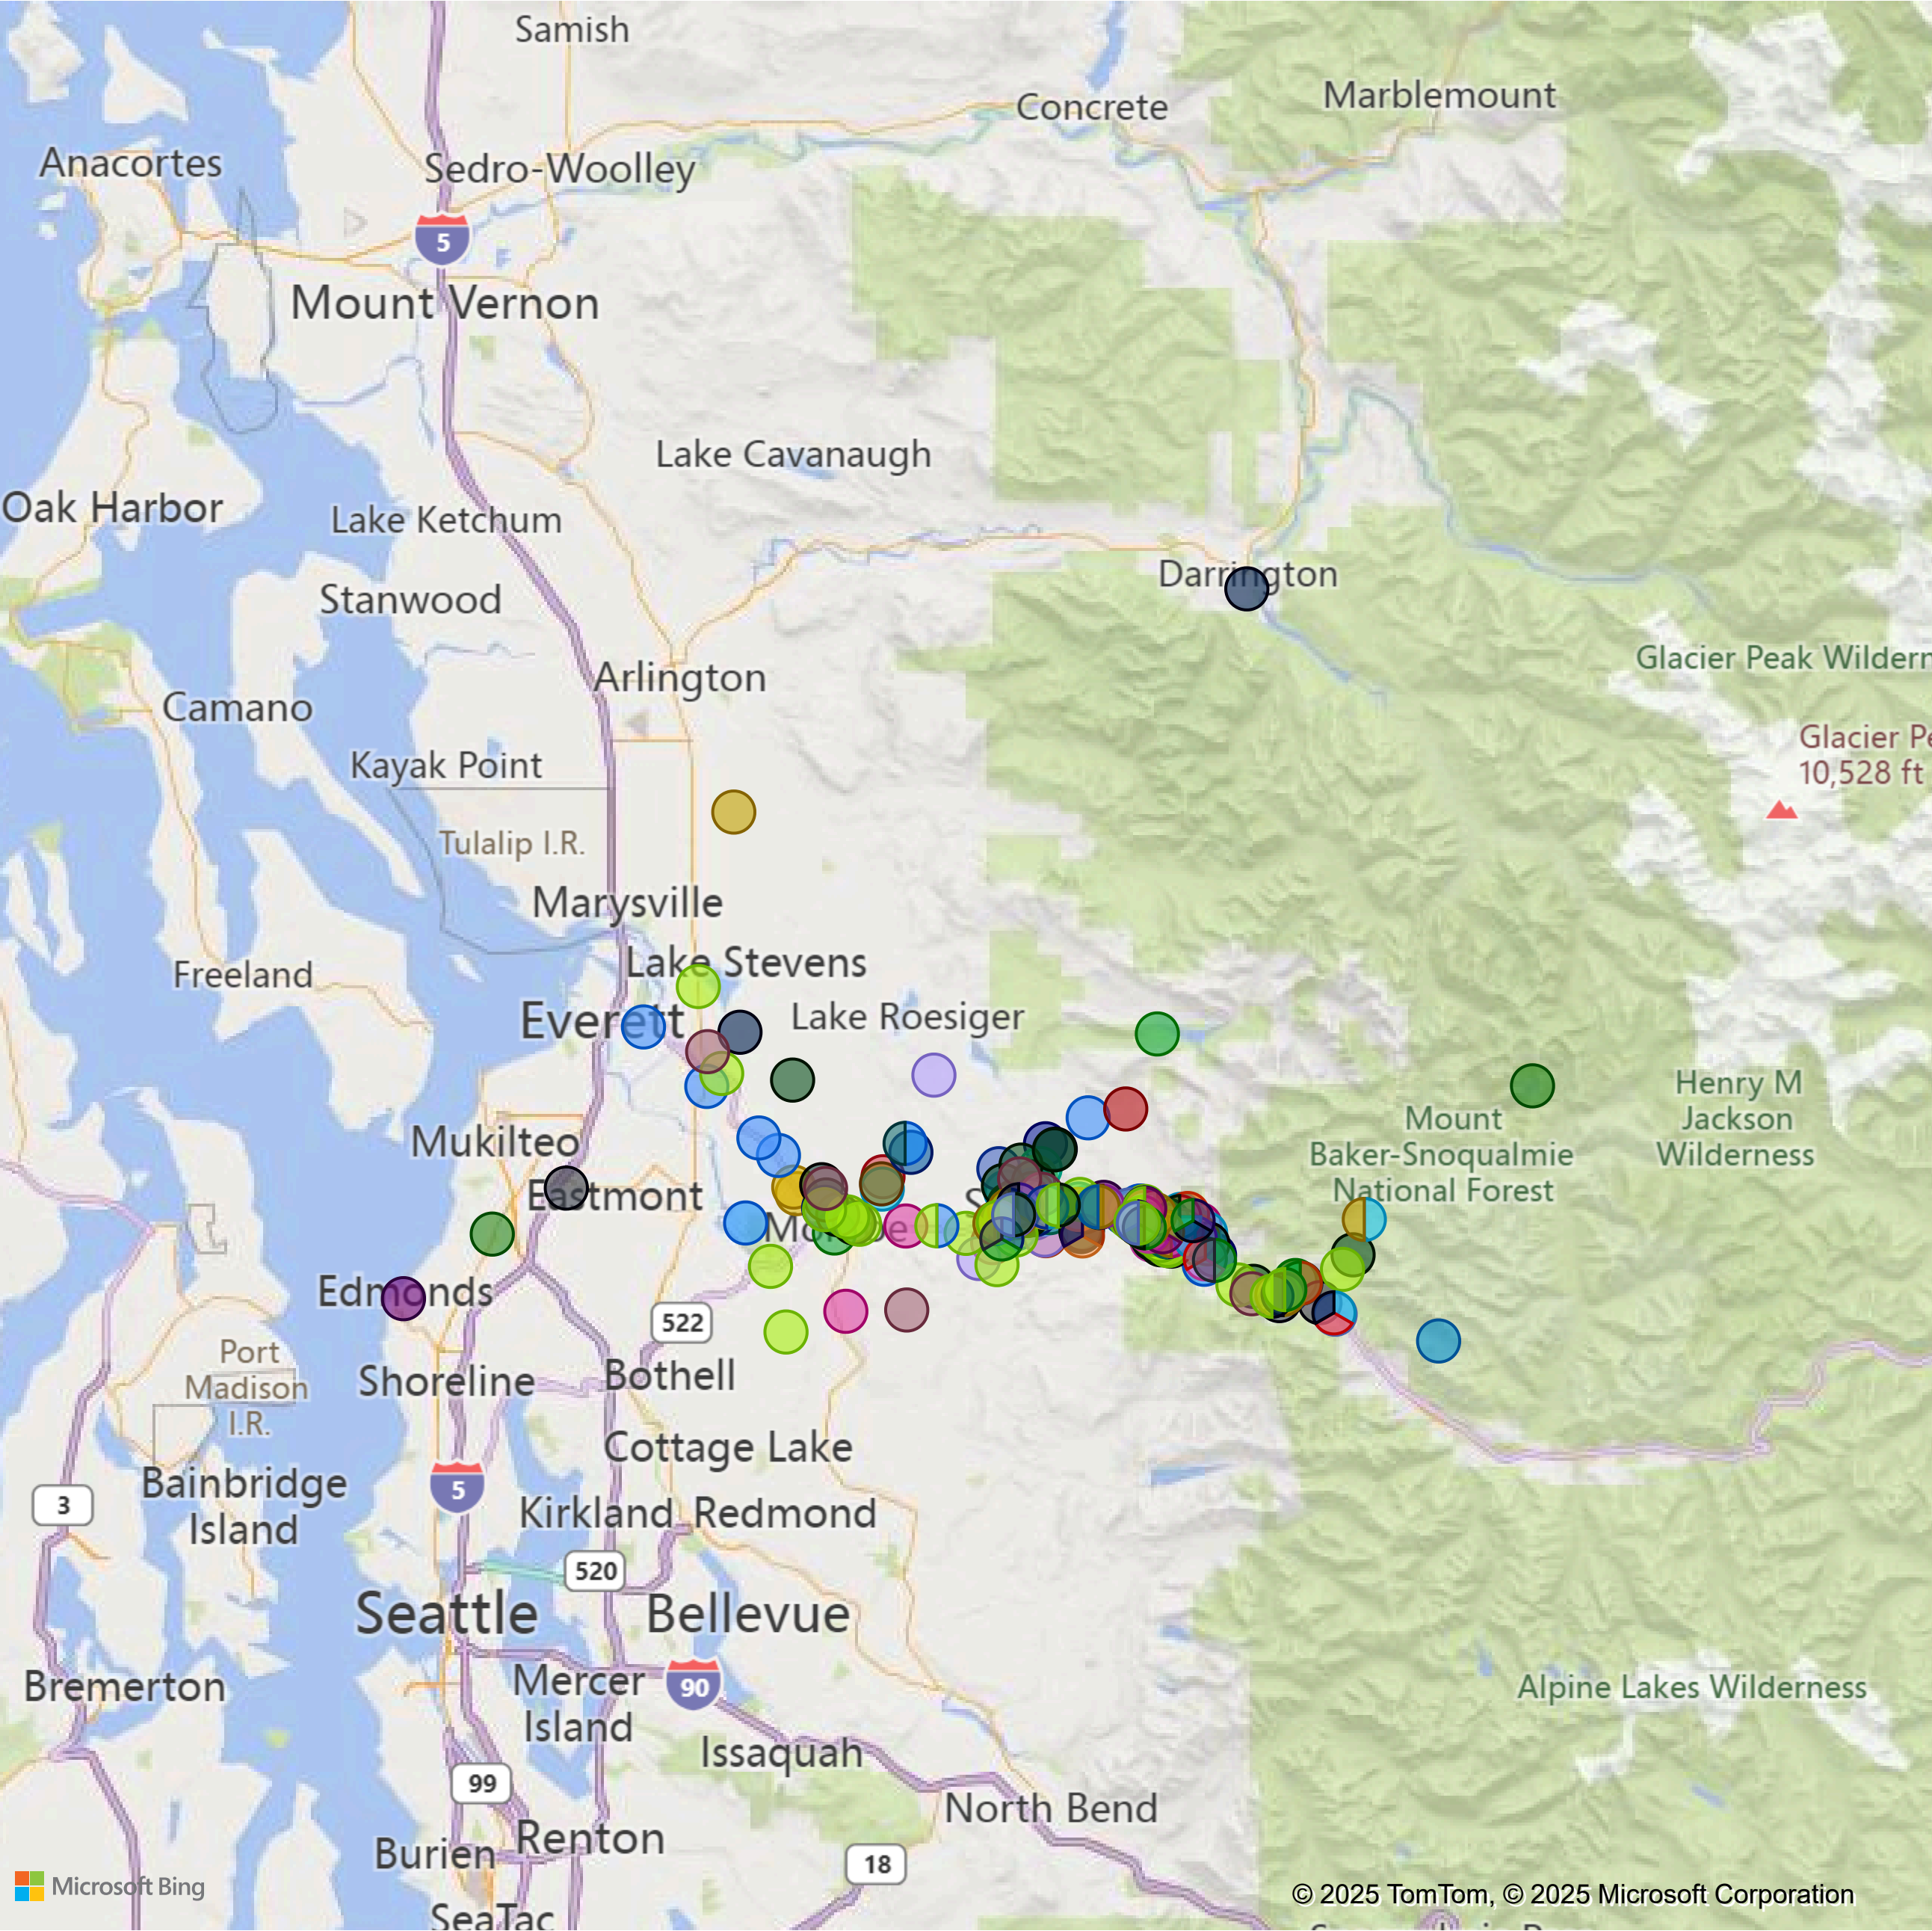 Samish
Concrete
Marblemount
Anacortes
Sedro-Woolley
5
Mount Vernon
Lake Cavanaugh
Oak Harbor
Lake Ketchum
Darrington
Stanwood
Glacier Peak Wildern
Arlington
Camano
Glacier Pe
10,528 ft
Kayak Point
Tulalip I.R.
Marysville
Lake Stevens
Freeland
Everett
Lake Roesiger
Henry M
Jackson
Wilderness
Mount
Baker-Snoqualmie
National Forest
Mukilteo
Eastmont
Edmonds
522
Port
Madison
I.R.
Shoreline
Bothell
Cottage Lake
Bainbridge
Island
3
5
Kirkland
Redmond
520
Seattle
Bellevue
Bremerton
Mercer
Island
90
Alpine Lakes Wilderness
Issaquah
99
North Bend
Burien
Renton
18
Microsoft Bing
© 2025 TomTom, © 2025 Microsoft Corporation
SeaTac